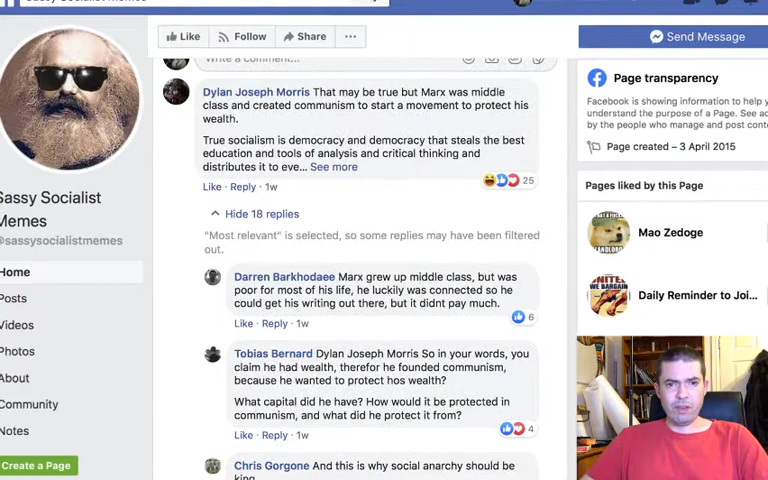 Sassy Socialist Memes
Like
Follow
Share
Send Message
Write a comment...
Dylan Joseph Morris That may be true but Marx was middle
class and created communism to start a movement to protect his
wealth.
True socialism is democracy and democracy that steals the best
education and tools of analysis and critical thinking and
distributes it to eve... See more
Like · Reply · 1w
25
Hide 18 replies
"Most relevant" is selected, so some replies may have been filtered
out.
Darren Barkhodaee Marx grew up middle class, but was
poor for most of his life, he luckily was connected so he
could get his writing out there, but it didnt pay much.
Like · Reply · 1w
6
Tobias Bernard Dylan Joseph Morris So in your words, you
claim he had wealth, therefor he founded communism,
because he wanted to protect hos wealth?
What capital did he have? How would it be protected in
communism, and what did he protect it from?
Like · Reply · 1w
4
Chris Gorgone And this is why social anarchy should be
king
Sassy Socialist
Memes
@sassysocialistmemes
Home
Posts
Videos
Photos
About
Community
Notes
Create a Page
Page transparency
Facebook is showing information to help y
understand the purpose of a Page. See ac
by the people who manage and post conte
Page created – 3 April 2015
Pages liked by this Page
Mao Zedoge
LANDLORD
Daily Reminder to Joi...
UNITE
WE BARGAIN